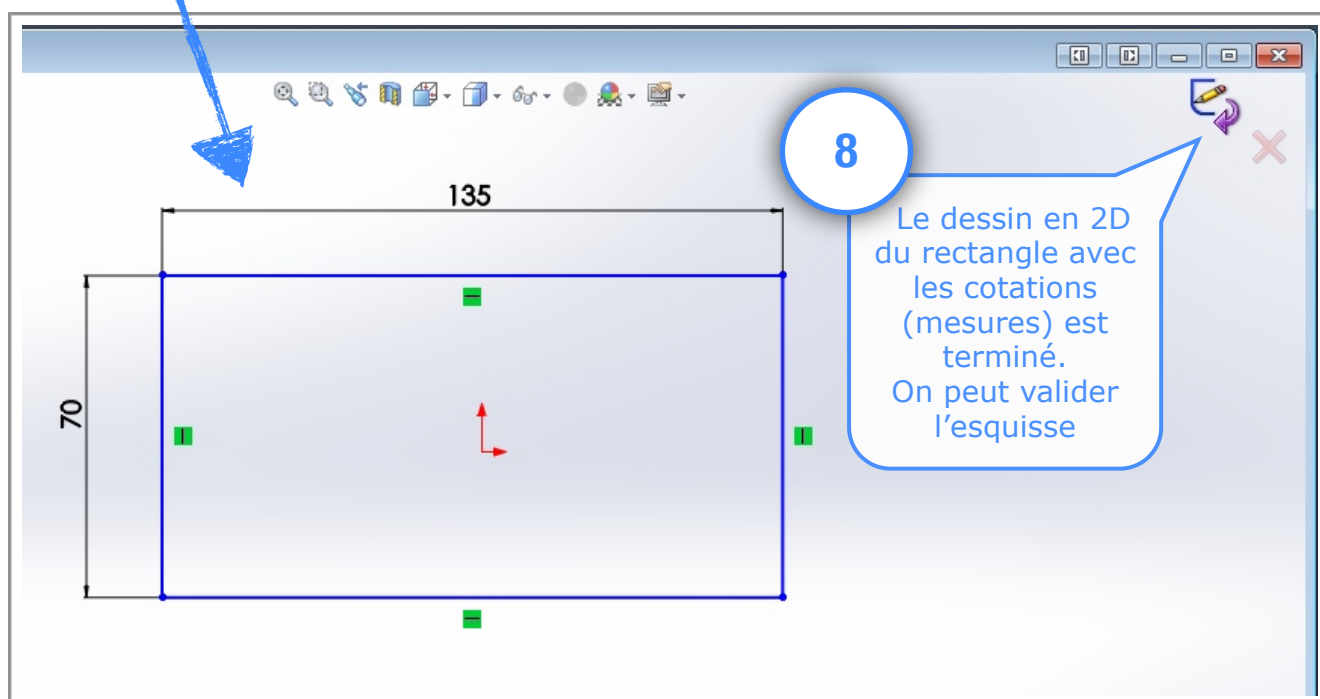 135
70
8
Le dessin en 2D
du rectangle avec
les cotations
(mesures) est
terminé.
On peut valider
l’esquisse